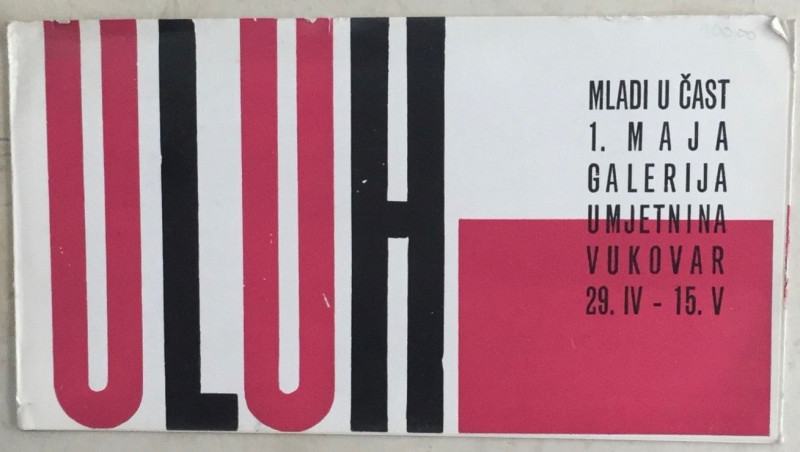 ULUH
MLADI U ČAST
1. MAJA
GALERIJA
UMJETNINA
VUKOVAR
29. IV - 15. V